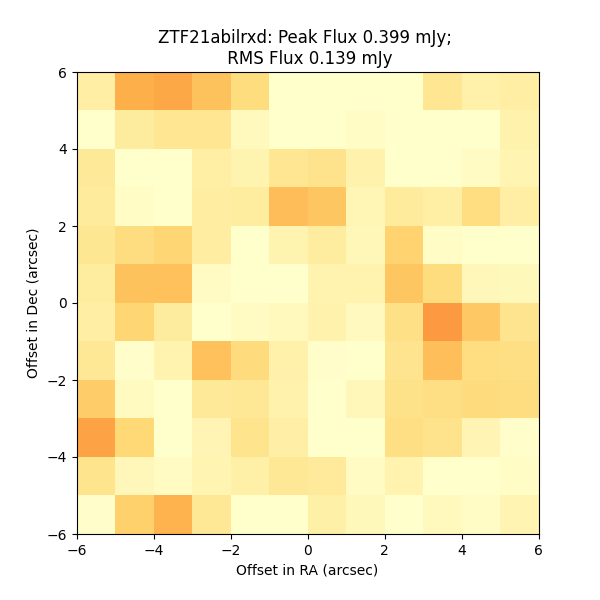 ZTF21abilrxd: Peak Flux 0.399 mJy;
RMS Flux 0.139 mJy
6
4
2
0
−2
−4
−6
Offset in Dec (arcsec)
−6 −4 −2 0 2 4 6
Offset in RA (arcsec)